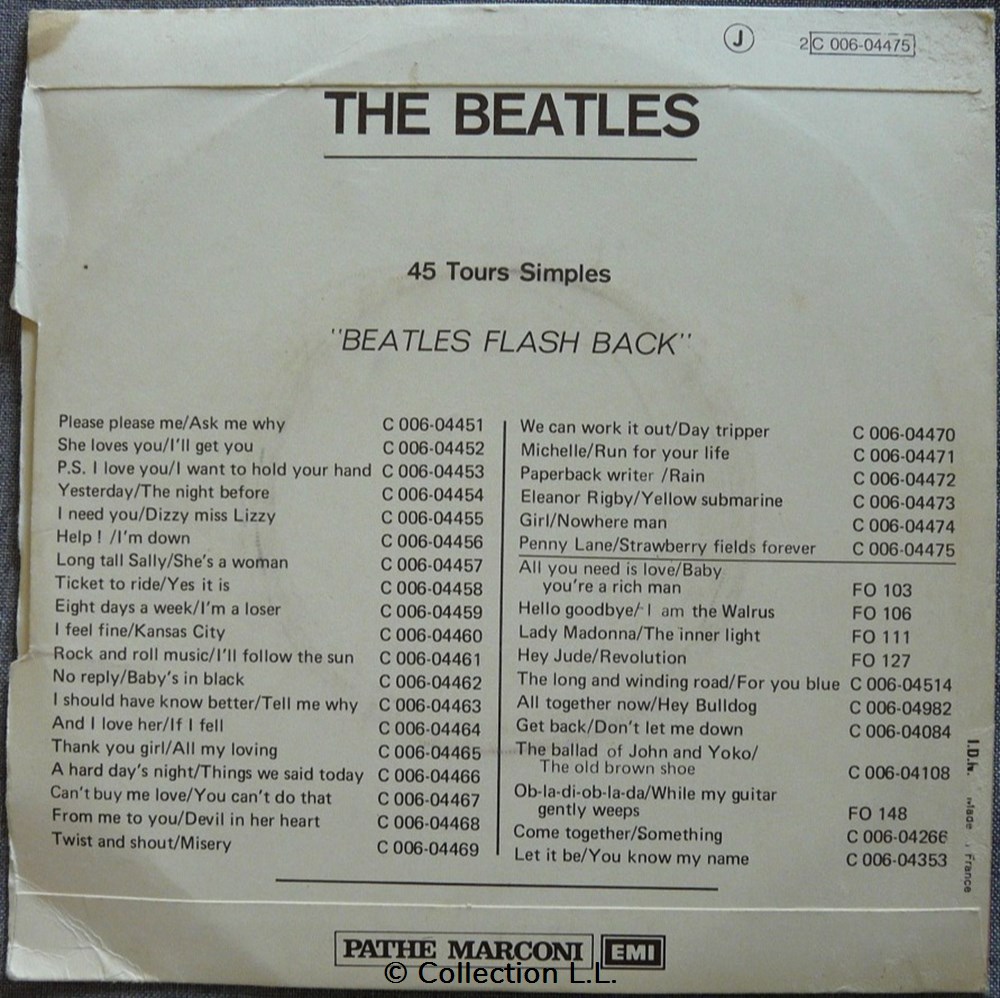 J 2C 006-04475
THE BEATLES
45 Tours Simples
"BEATLES FLASH BACK"
Please please me/Ask me why C 006-04451
She loves you/I'll get you C 006-04452
P.S. I love you/I want to hold your hand C 006-04453
Yesterday/The night before C 006-04454
I need you/Dizzy miss Lizzy C 006-04455
Help ! /I'm down C 006-04456
Long tall Sally/She's a woman C 006-04457
Ticket to ride/Yes it is C 006-04458
Eight days a week/I'm a loser C 006-04459
I feel fine/Kansas City C 006-04460
Rock and roll music/I'll follow the sun C 006-04461
No reply/Baby's in black C 006-04462
I should have know better/Tell me why C 006-04463
And I love her/If I fell C 006-04464
Thank you girl/All my loving C 006-04465
A hard day's night/Things we said today C 006-04466
Can't buy me love/You can't do that C 006-04467
From me to you/Devil in her heart C 006-04468
Twist and shout/Misery C 006-04469
We can work it out/Day tripper C 006-04470
Michelle/Run for your life C 006-04471
Paperback writer /Rain C 006-04472
Eleanor Rigby/Yellow submarine C 006-04473
Girl/Nowhere man C 006-04474
Penny Lane/Strawberry fields forever C 006-04475
All you need is love/Baby
you're a rich man FO 103
Hello goodbye/ I am the Walrus FO 106
Lady Madonna/The inner light FO 111
Hey Jude/Revolution FO 127
The long and winding road/For you blue C 006-04514
All together now/Hey Bulldog C 006-04982
Get back/Don't let me down C 006-04084
The ballad of John and Yoko/
The old brown shoe C 006-04108
Ob-la-di-ob-la-da/While my guitar
gently weeps FO 148
Come together/Something C 006-04266
Let it be/You know my name C 006-04353
Made France
PATHE MARCONI EMI
© Collection L.L.